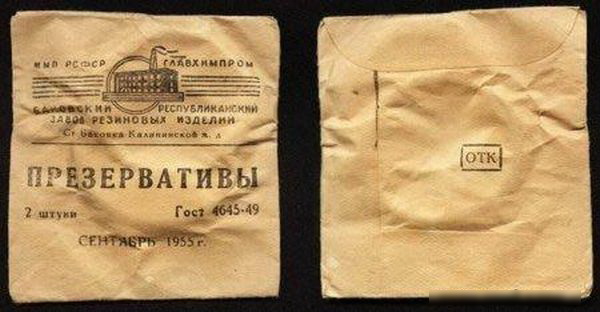 МЫП РСФСР ГЛАВХИМПРОМ
БАКОВСКИЙ РЕСПУБЛИКАНСКИЙ
ЗАВОД РЕЗИНОВЫХ ИЗДЕЛИЙ
Ст Баковка Калининской ж. д
ПРЕЗЕРВАТИВЫ
2 штуки Гост 4645-49
СЕНТЯБРЬ 1955 г.
ОТК